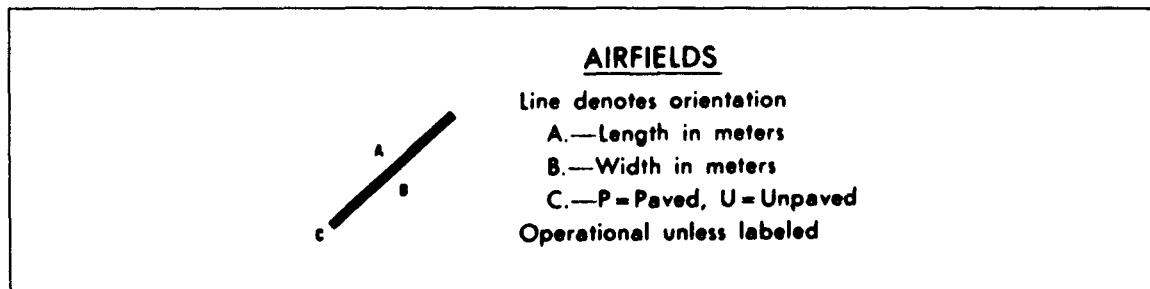 AIRFIELDS
Line denotes orientation
A.—Length in meters
B.—Width in meters
C.—P=Paved, U=Unpaved
Operational unless labeled
A
B
C